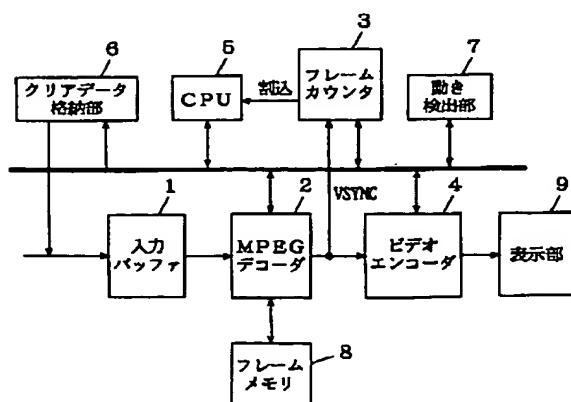 6
クリアデータ
格納部
5
CPU
割込
3
フレーム
カウンタ
7
動き
検出部
VSYNC
1
入力
バッファ
2
MPEG
デコーダ
4
ビデオ
エンコーダ
9
表示部
8
フレーム
メモリ